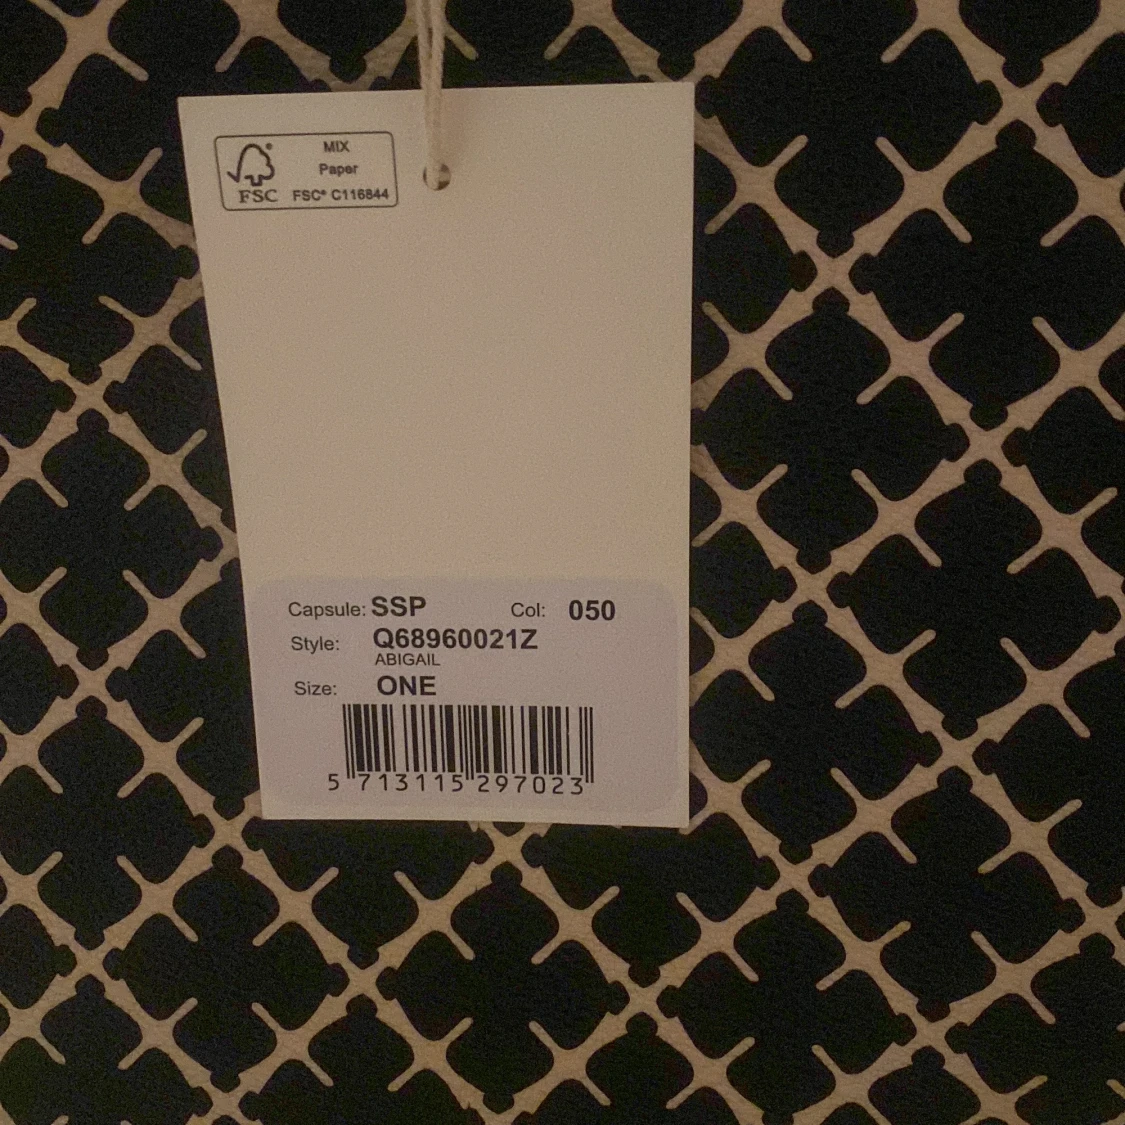 MIX
Paper
FSC FSC® C116844
Capsule: SSP Col: 050
Style: Q68960021Z
ABIGAIL
Size: ONE
5 713115 297023